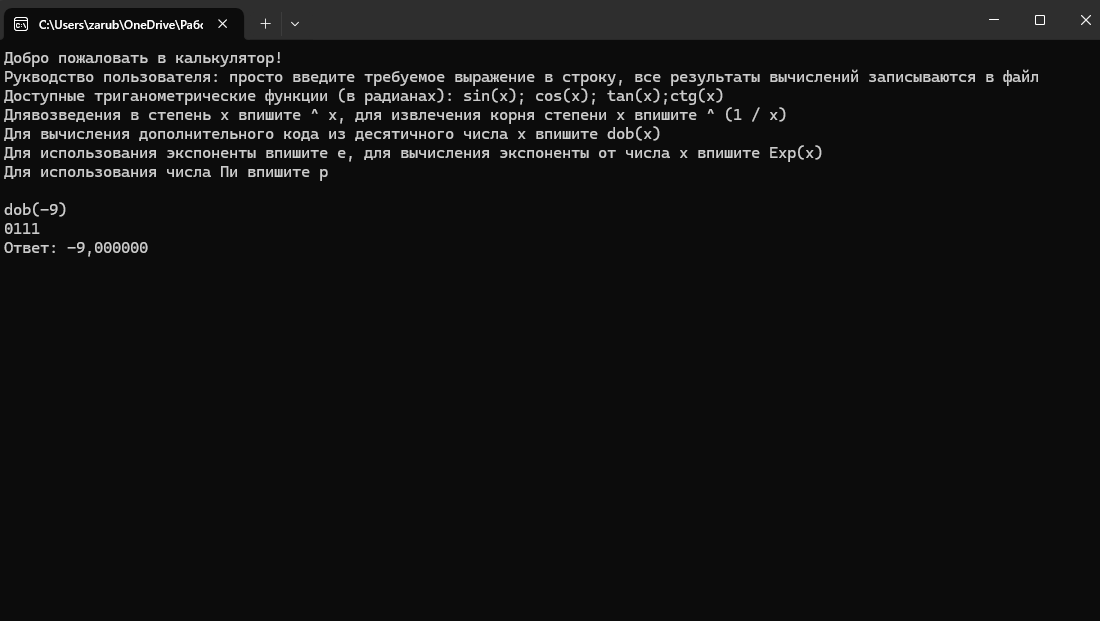 C:\Users\zarub\OneDrive\Рабс
Добро пожаловать в калькулятор!
Рукводство пользователя: просто введите требуемое выражение в строку, все результаты вычислений записываются в файл
Доступные триганометрические функции (в радианах): sin(x); cos(x); tan(x);ctg(x)
Длявозведения в степень x впишите ^ x, для извлечения корня степени x впишите ^ (1 / x)
Для вычисления дополнительного кода из десятичного числа x впишите dob(x)
Для использования экспоненты впишите e, для вычисления экспоненты от числа x впишите Exp(x)
Для использования числа Пи впишите p
dob(-9)
0111
Ответ: -9,000000